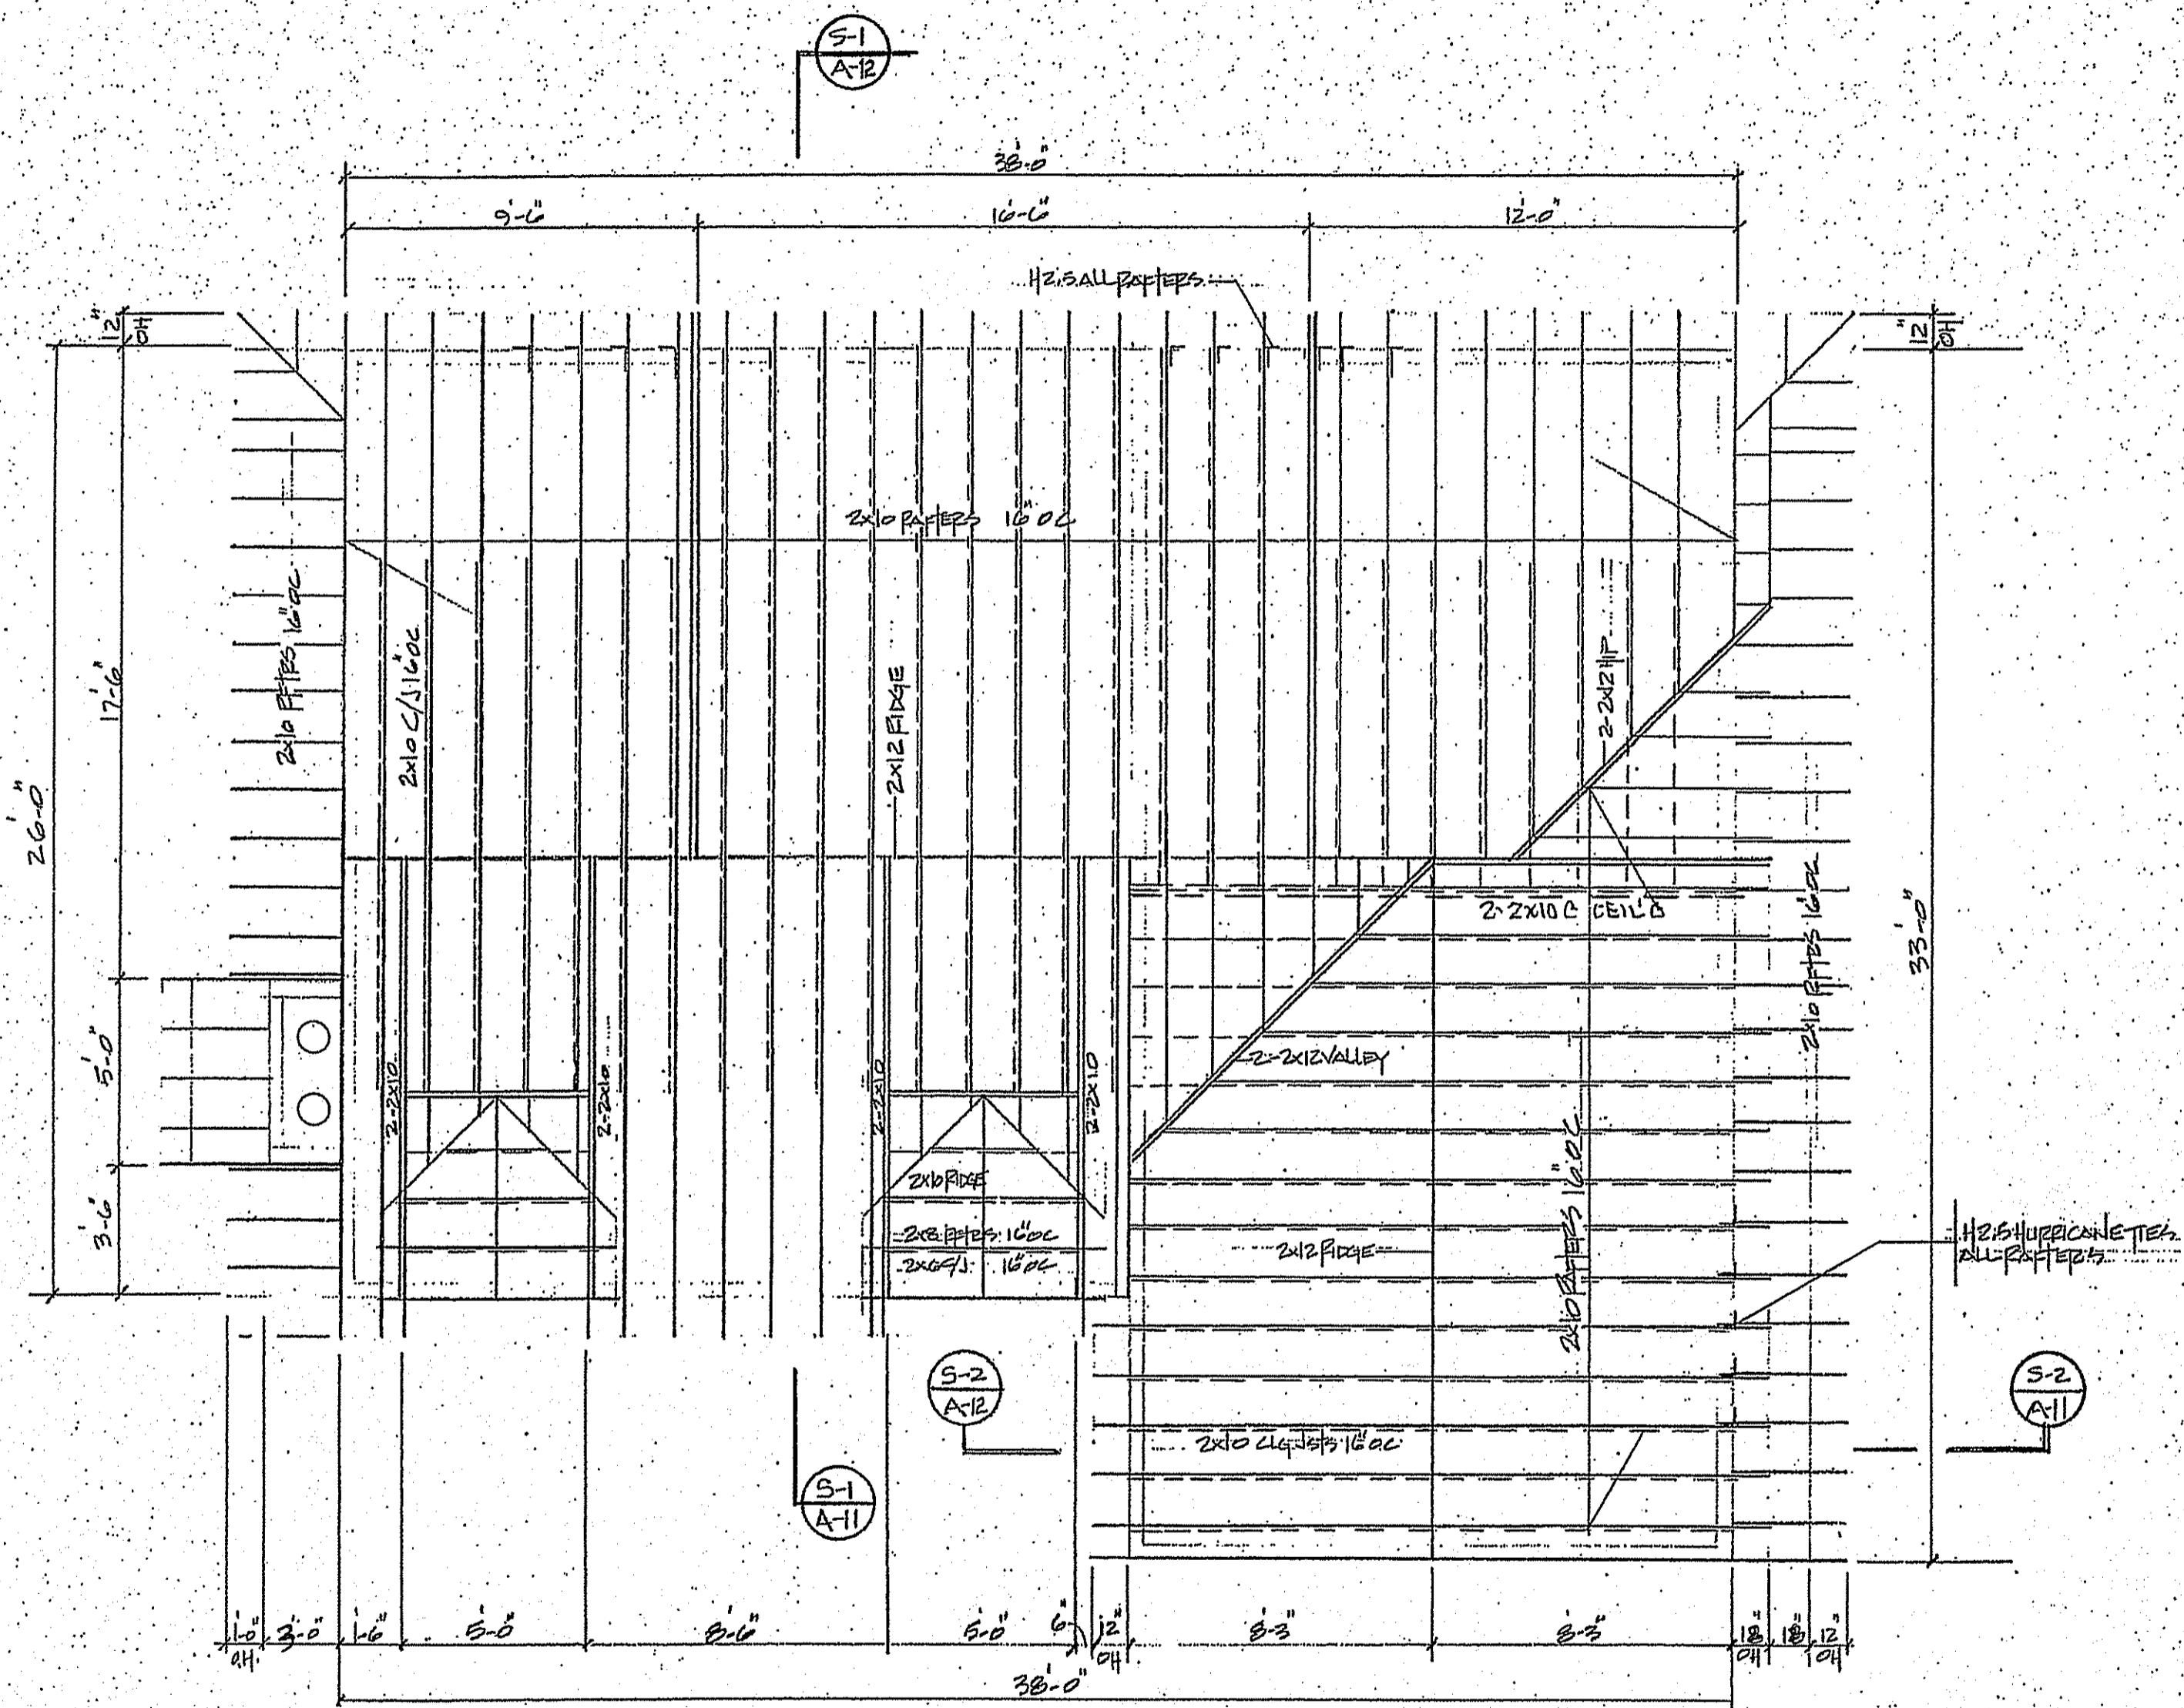 S-1
A-12
38'-0"
9'-6"
16'-6"
12'-0"
H2.5 ALL RAFTERS
12"
OH
12"
OH
2x10 RAFTERS 16" OC
2x10 RFTRS 16" OC
2x10 C/J 16" OC
2x12 RIDGE
2-2x12 HIP
26'-0"
17'-6"
5'-0"
3'-6"
33'-0"
2-2x10 @ CEIL'G
2x10 RFTRS 16" OC
2-2x12 VALLEY
2-2x10
2-2x10
2-2x10
2-2x10
2x10 RIDGE
2x8 RFTRS 16" OC
2x6 C/J 16" OC
2x12 RIDGE
2x10 RAFTERS 16" OC
H2.5 HURRICANE TIES
ALL RAFTERS
S-2
A-12
S-2
A-11
2x10 CLG JSTS 16" OC
S-1
A-11
1'-0"
O.H.
3'-0"
1'-6"
5'-0"
8'-6"
5'-0"
6"
12"
OH
8'-3"
8'-3"
18"
OH
18"
12"
OH
38'-0"